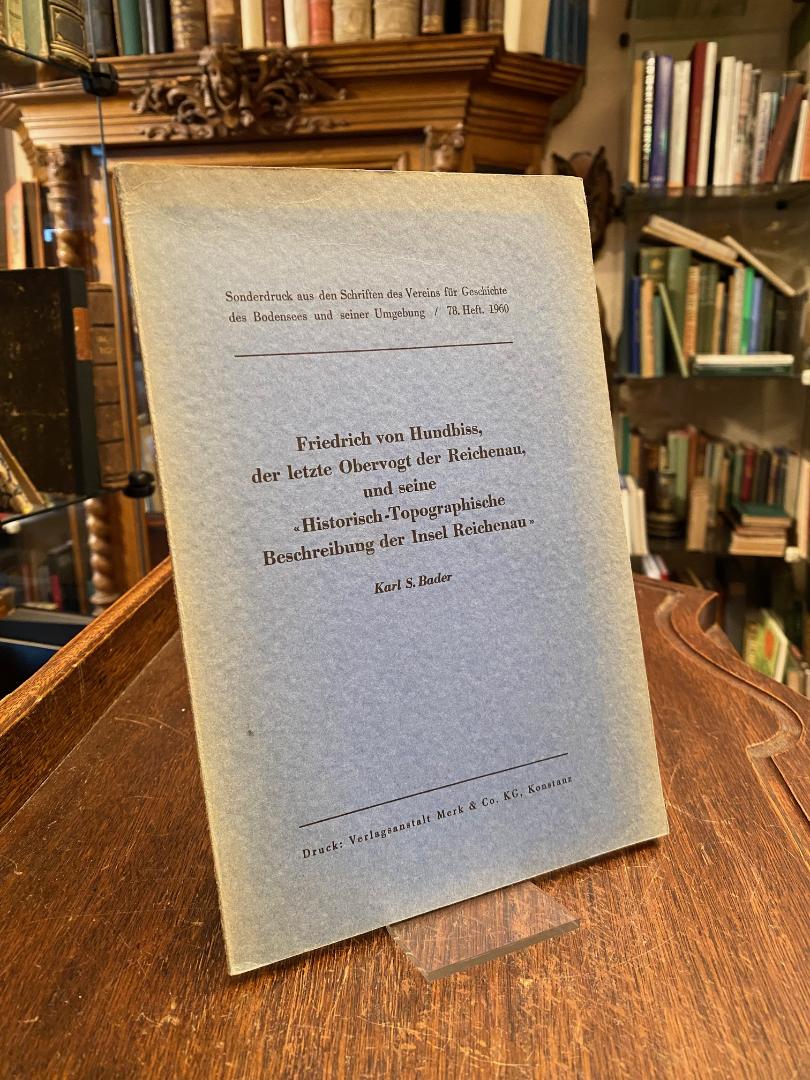 Sonderdruck aus den Schriften des Vereins für Geschichte
des Bodensees und seiner Umgebung / 78. Heft. 1960
Friedrich von Hundbiss,
der letzte Obervogt der Reichenau,
und seine
«Historisch-Topographische
Beschreibung der Insel Reichenau»
Karl S. Bader
Druck: Verlagsanstalt Merk & Co. KG, Konstanz